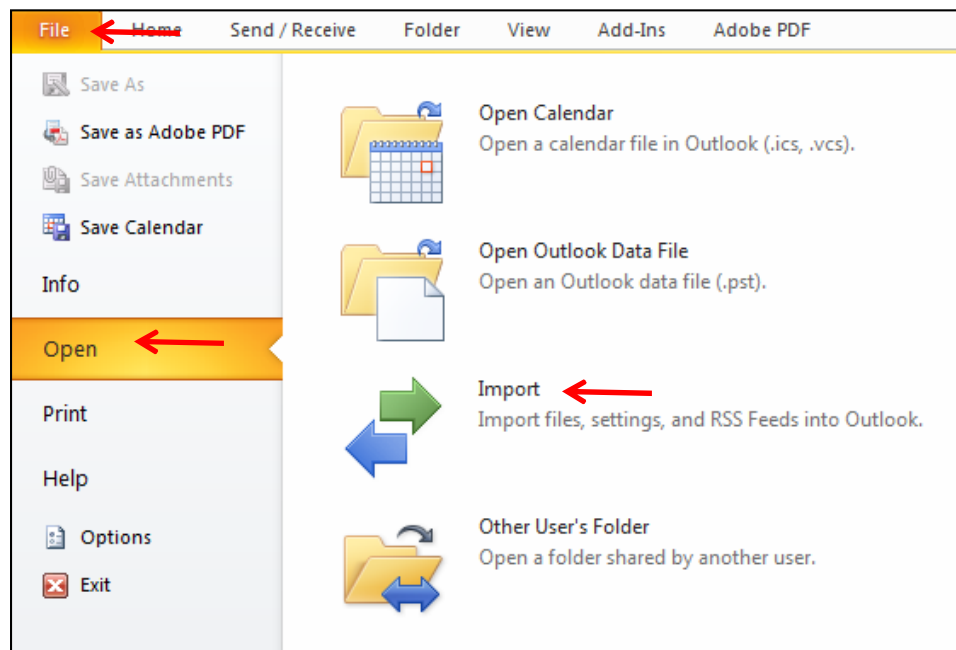 File Home Send / Receive Folder View Add-Ins Adobe PDF
Save As
Save as Adobe PDF
Save Attachments
Save Calendar
Info
Open
Print
Help
Options
Exit
Open Calendar
Open a calendar file in Outlook (.ics, .vcs).
Open Outlook Data File
Open an Outlook data file (.pst).
Import
Import files, settings, and RSS Feeds into Outlook.
Other User's Folder
Open a folder shared by another user.